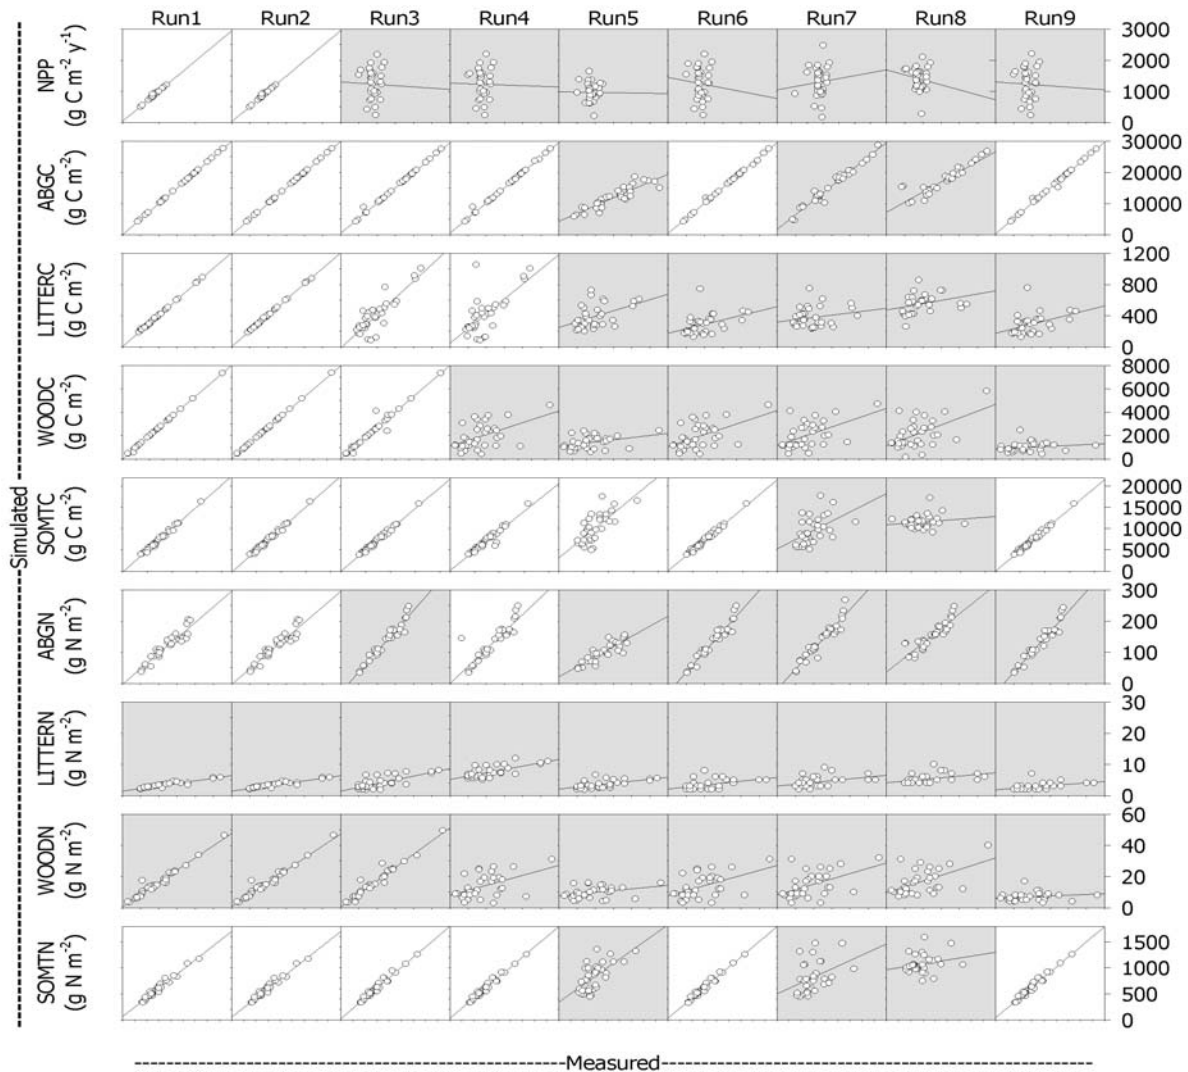 Run1 Run2 Run3 Run4 Run5 Run6 Run7 Run8 Run9
NPP
(g C m⁻² y⁻¹)
3000
2000
1000
0
ABGC
(g C m⁻²)
30000
20000
10000
0
LITTERC
(g C m⁻²)
1200
800
400
0
WOODC
(g C m⁻²)
8000
6000
4000
2000
0
SOMTC
(g C m⁻²)
20000
15000
10000
5000
0
ABGN
(g N m⁻²)
300
200
100
0
LITTERN
(g N m⁻²)
30
20
10
0
WOODN
(g N m⁻²)
60
40
20
0
SOMTN
(g N m⁻²)
1500
1000
500
0
Simulated
Measured